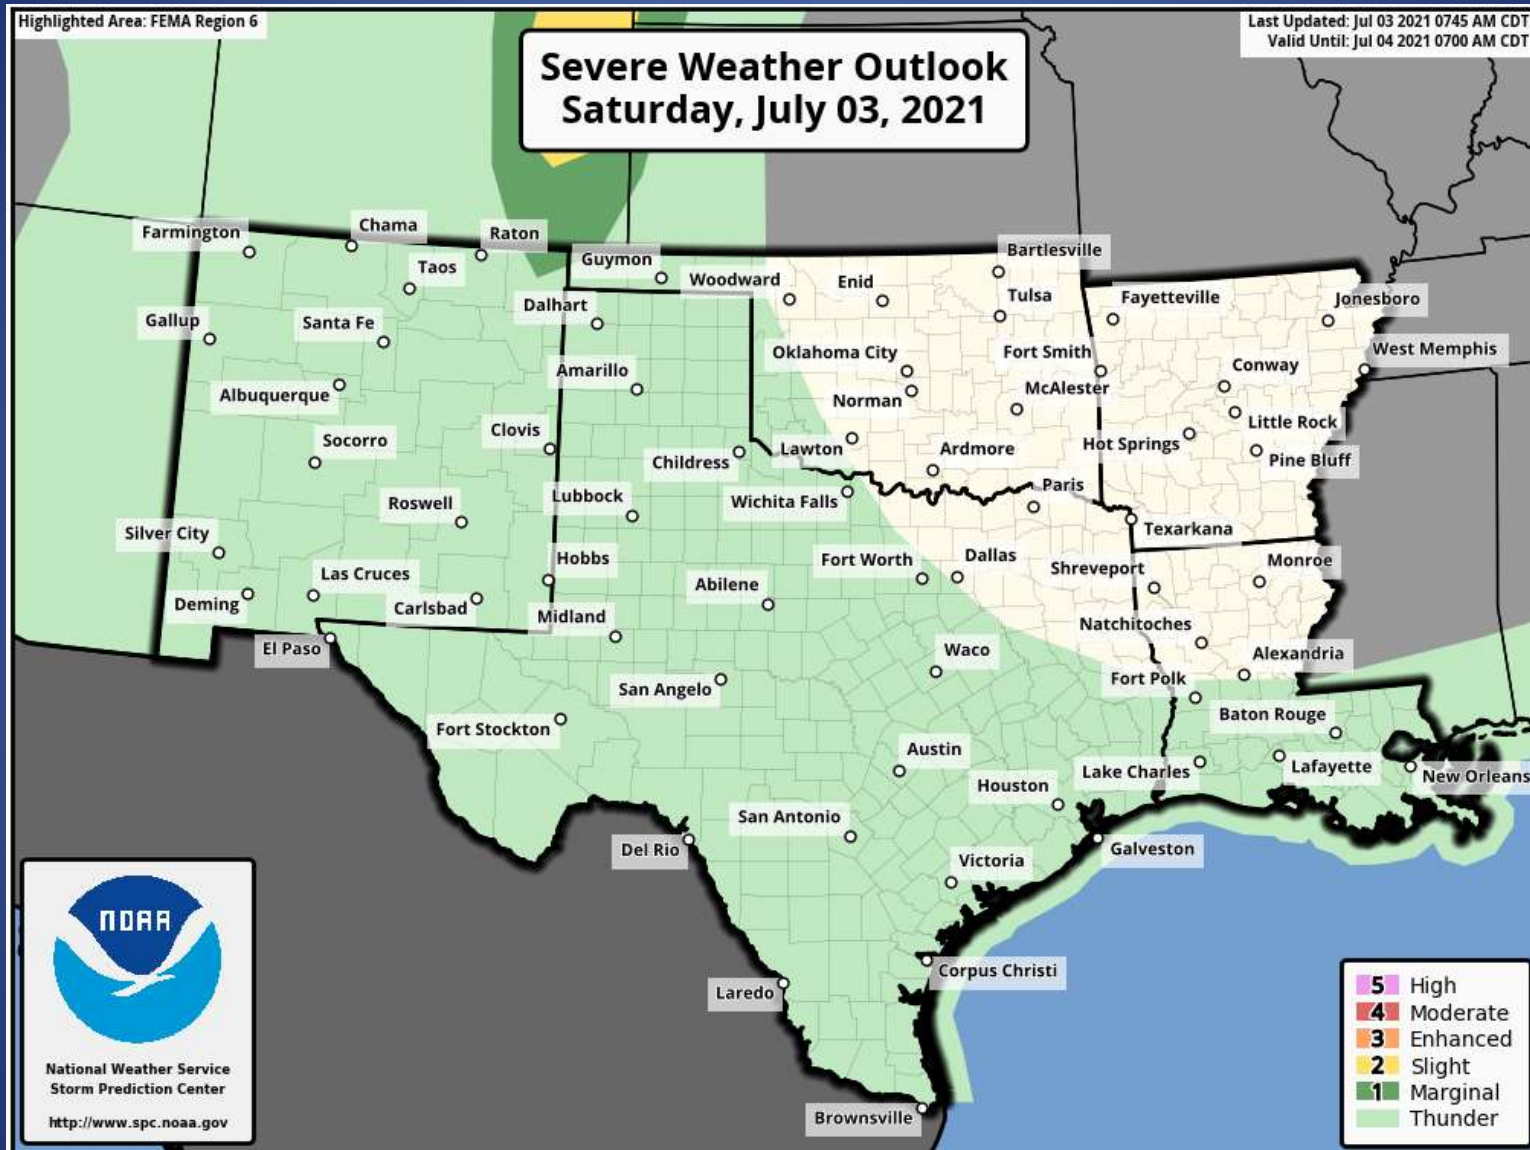 Highlighted Area: FEMA Region 6
Last Updated: Jul 03 2021 0745 AM CDT
Valid Until: Jul 04 2021 0700 AM CDT
Severe Weather Outlook
Saturday, July 03, 2021
Farmington
Chama
Raton
Taos
Guymon
Woodward
Enid
Bartlesville
Tulsa
Fayetteville
Jonesboro
Gallup
Santa Fe
Dalhart
Oklahoma City
Fort Smith
West Memphis
Conway
Albuquerque
Amarillo
Norman
McAlester
Little Rock
Socorro
Clovis
Childress
Lawton
Ardmore
Hot Springs
Pine Bluff
Roswell
Lubbock
Wichita Falls
Paris
Texarkana
Silver City
Las Cruces
Hobbs
Abilene
Fort Worth
Dallas
Shreveport
Monroe
Deming
Carlsbad
Midland
Natchitoches
El Paso
San Angelo
Waco
Fort Polk
Alexandria
Fort Stockton
Austin
Baton Rouge
Houston
Lake Charles
Lafayette
New Orleans
San Antonio
Del Rio
Victoria
Galveston
Laredo
Corpus Christi
Brownsville
NOAA
National Weather Service
Storm Prediction Center
http://www.spc.noaa.gov
5 High
4 Moderate
3 Enhanced
2 Slight
1 Marginal
Thunder